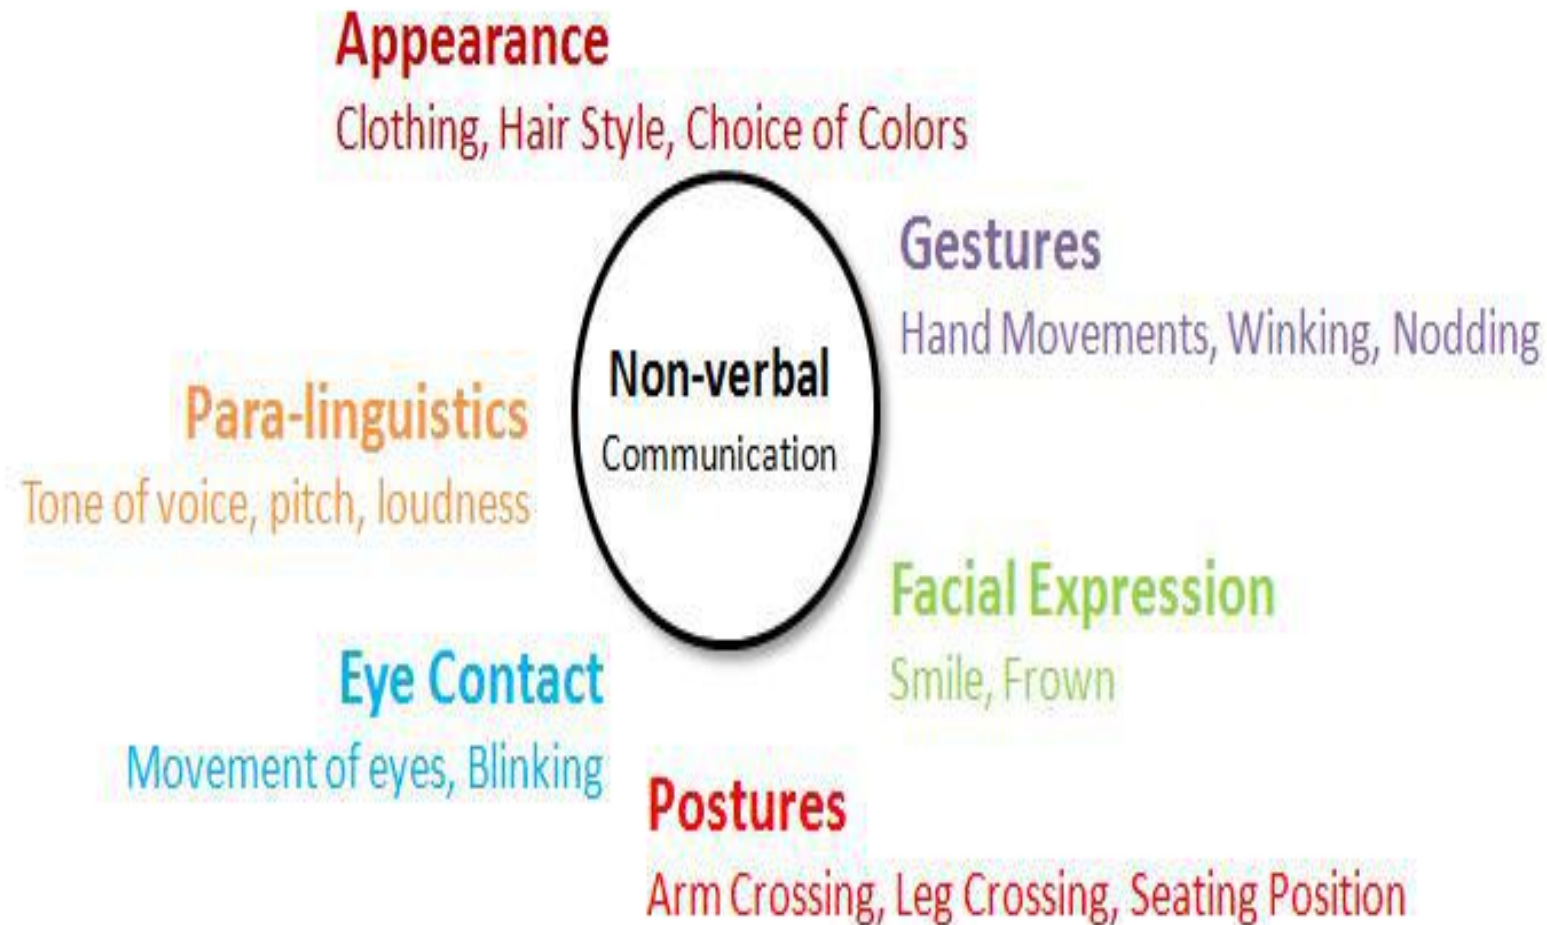 Appearance
Clothing, Hair Style, Choice of Colors
Gestures
Hand Movements, Winking, Nodding
Non-verbal
Communication
Para-linguistics
Tone of voice, pitch, loudness
Facial Expression
Smile, Frown
Eye Contact
Movement of eyes, Blinking
Postures
Arm Crossing, Leg Crossing, Seating Position